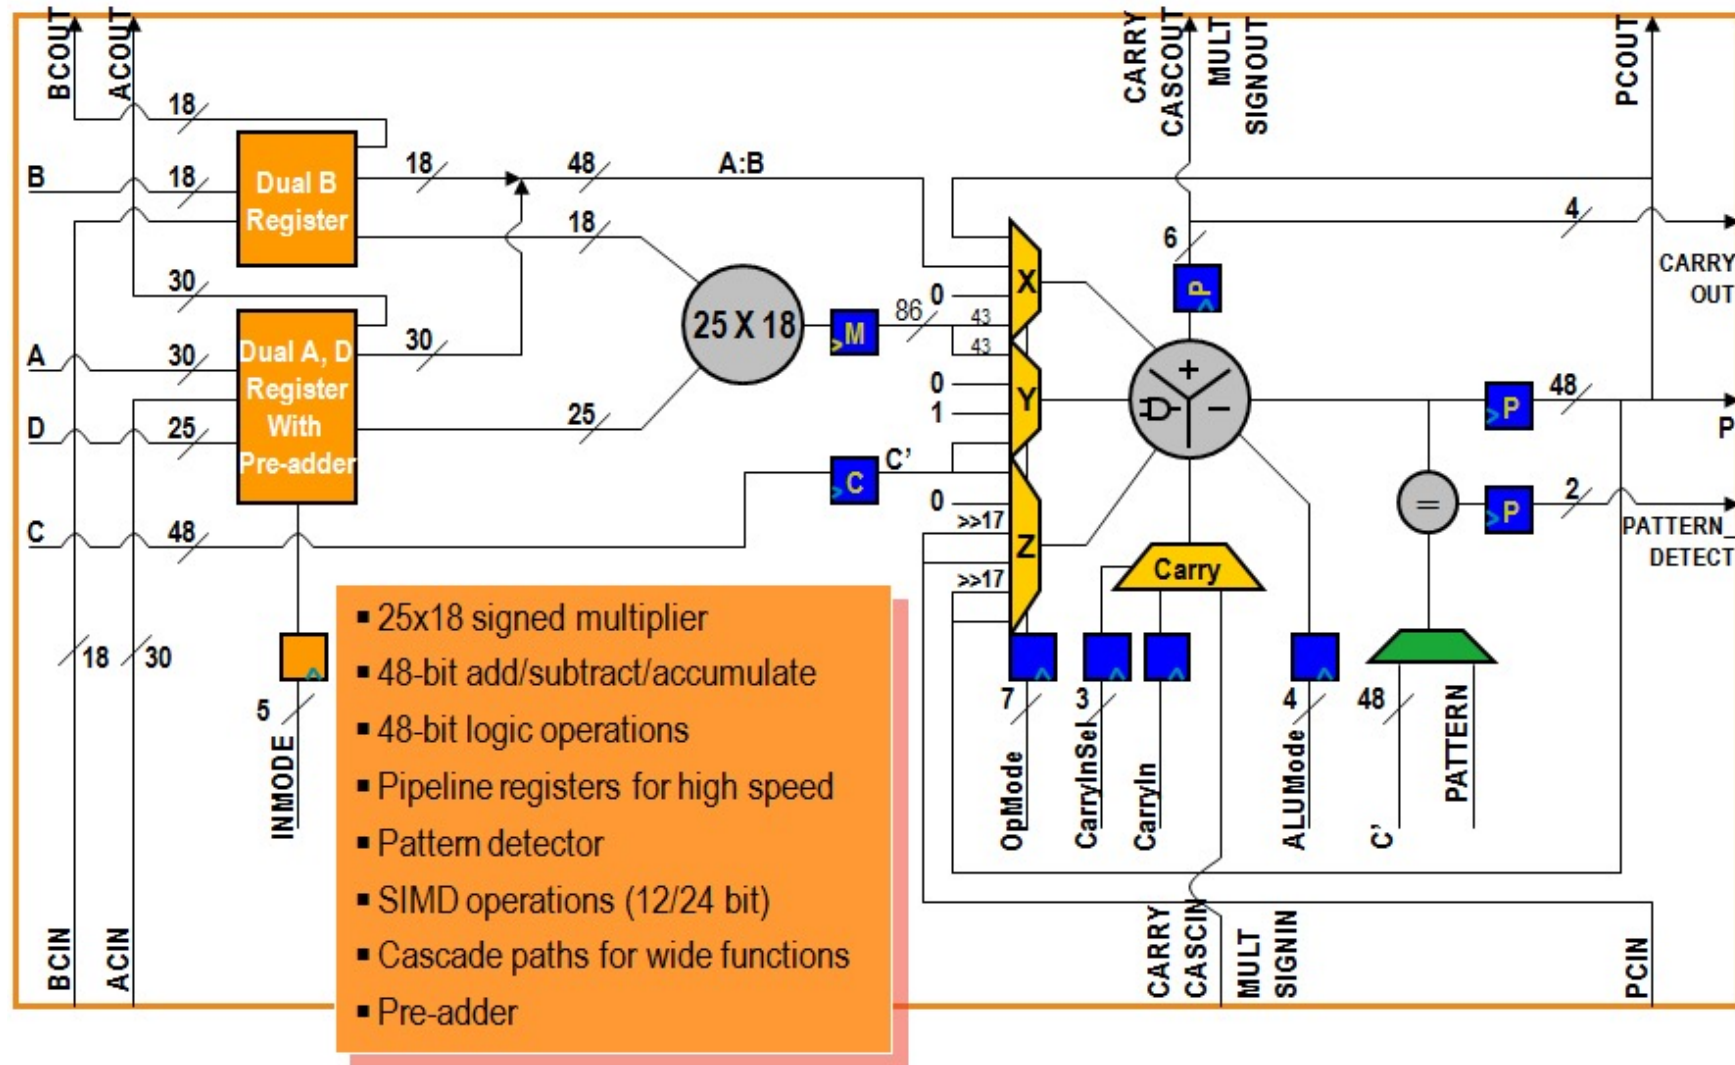 BCOUT
ACOUT
CARRY
CASCOUT
MULT
SIGNOUT
PCOUT
18
B
18
Dual B
Register
18
48
A:B
18
4
6
P
CARRY
OUT
30
30
A
30
Dual A, D
Register
With
Pre-adder
D
25
25
25 X 18
>M
86
43
43
0
X
0
1
Y
+
−
>P
48
P
C
48
>C
C’
0
>>17
>>17
Z
Carry
=
>P
2
PATTERN_
DETECT
18
30
5
INMODE
7
OpMode
3
CarryInSel
CarryIn
4
ALUMode
48
C’
PATTERN
▪ 25x18 signed multiplier
▪ 48-bit add/subtract/accumulate
▪ 48-bit logic operations
▪ Pipeline registers for high speed
▪ Pattern detector
▪ SIMD operations (12/24 bit)
▪ Cascade paths for wide functions
▪ Pre-adder
BCIN
ACIN
CARRY
CASCIN
MULT
SIGNIN
PCIN